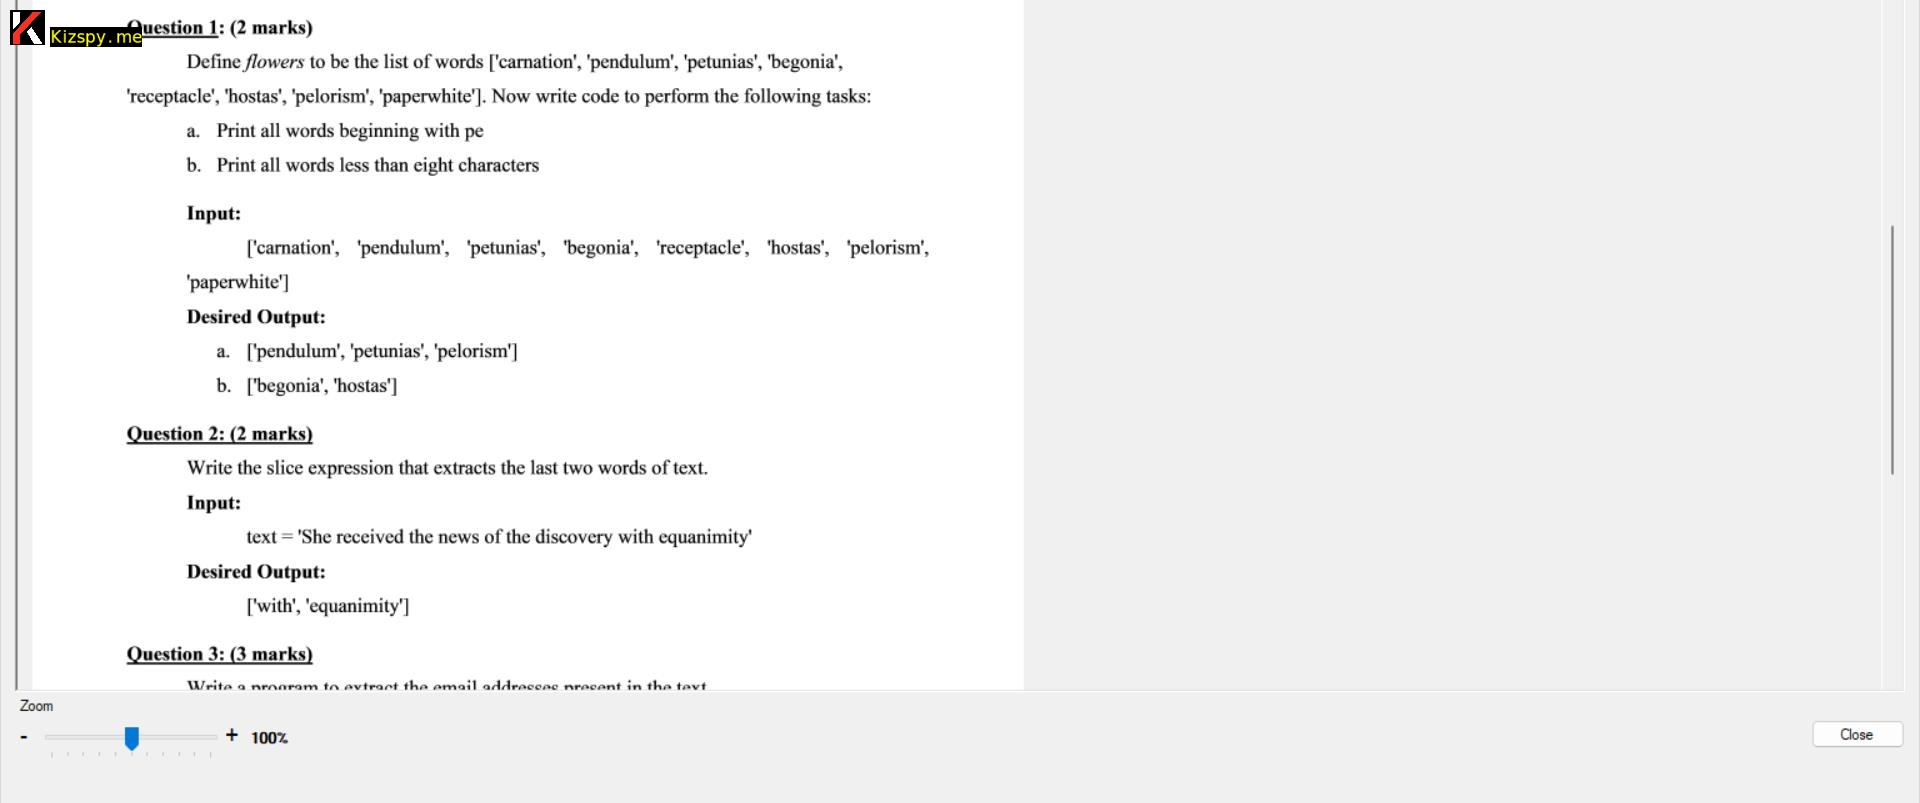 Kizspy.me
Question 1: (2 marks)
Define flowers to be the list of words ['carnation', 'pendulum', 'petunias', 'begonia',
'receptacle', 'hostas', 'pelorism', 'paperwhite']. Now write code to perform the following tasks:
a. Print all words beginning with pe
b. Print all words less than eight characters
Input:
['carnation', 'pendulum', 'petunias', 'begonia', 'receptacle', 'hostas', 'pelorism',
'paperwhite']
Desired Output:
a. ['pendulum', 'petunias', 'pelorism']
b. ['begonia', 'hostas']
Question 2: (2 marks)
Write the slice expression that extracts the last two words of text.
Input:
text = 'She received the news of the discovery with equanimity'
Desired Output:
['with', 'equanimity']
Question 3: (3 marks)
Write a program to extract the email addresses present in the text
Zoom
- + 100%
Close